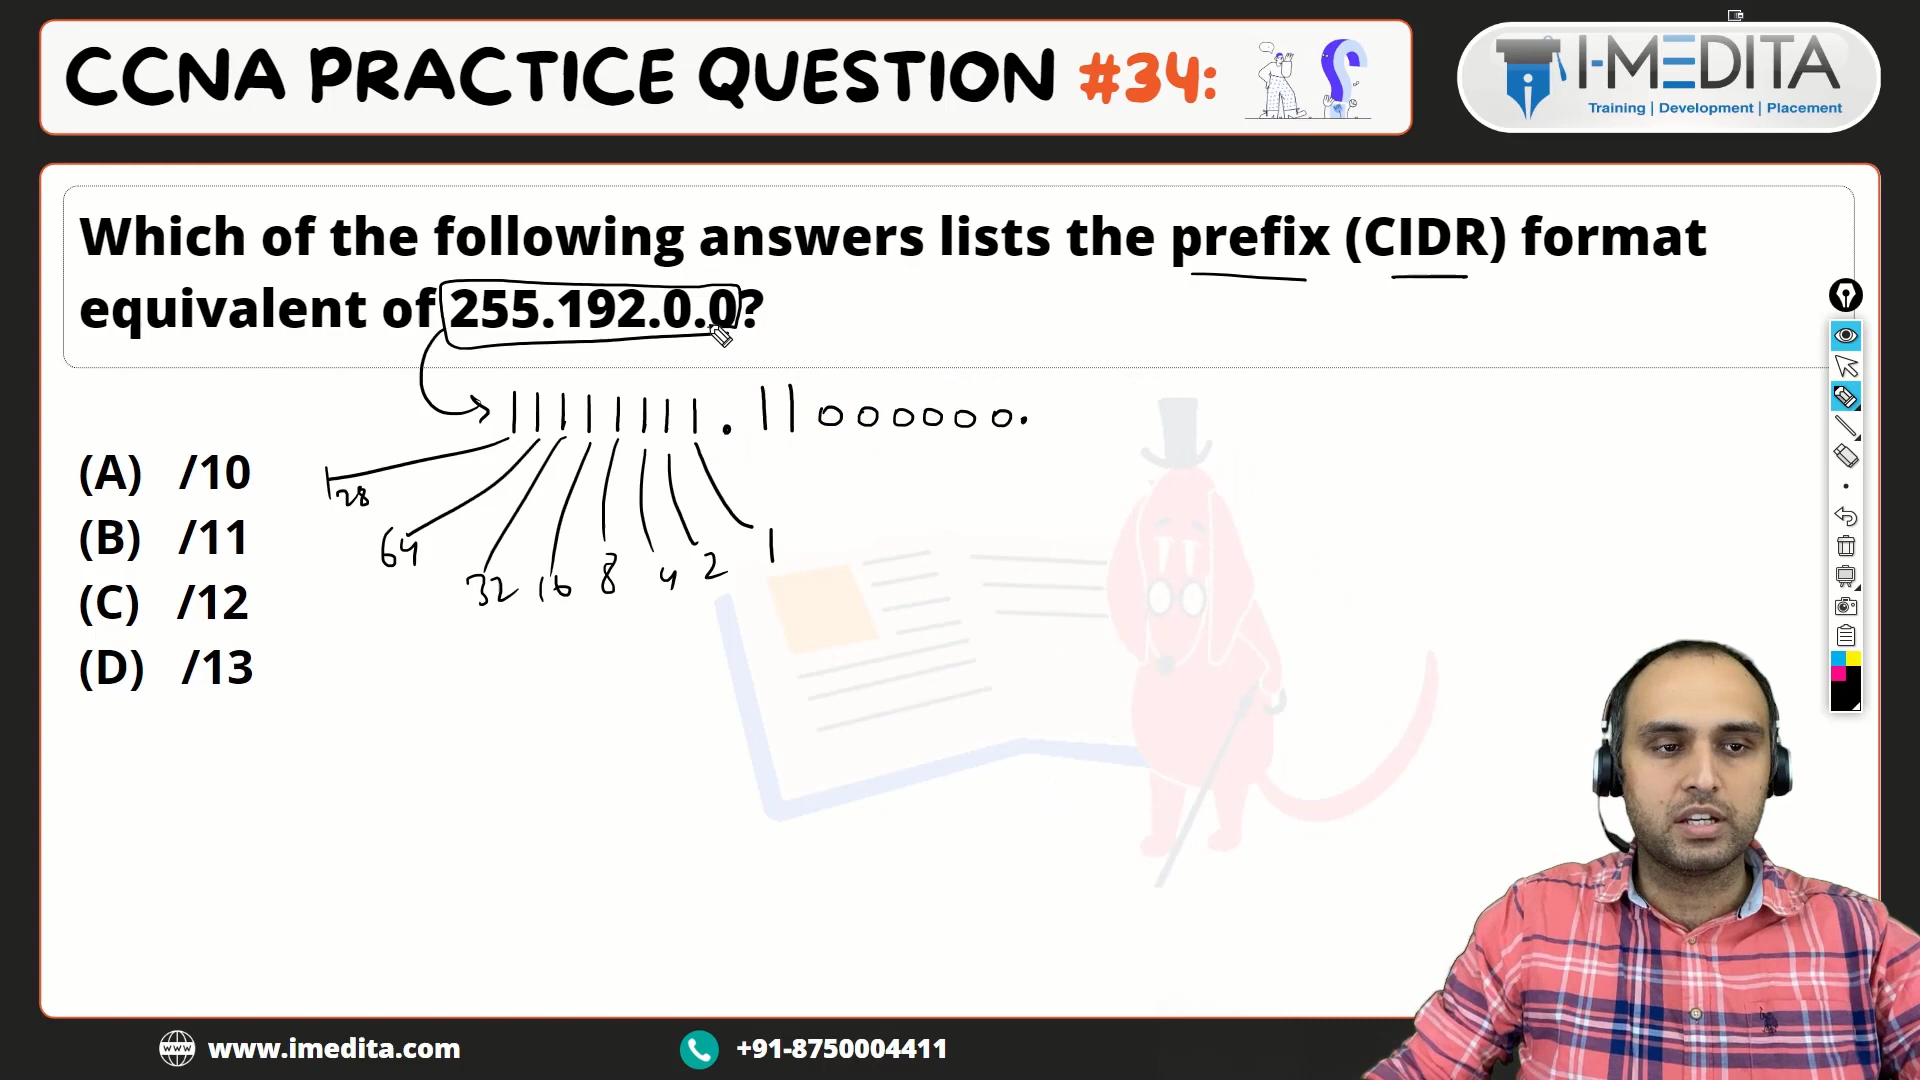 CCNA PRACTICE QUESTION #34:
I-MEDITA
Training | Development | Placement
Which of the following answers lists the prefix (CIDR) format
equivalent of 255.192.0.0?
11111111.11000000.
(A) /10
(B) /11
(C) /12
(D) /13
128
64
32 16 8 4 2 1
www.imedita.com
+91-8750004411